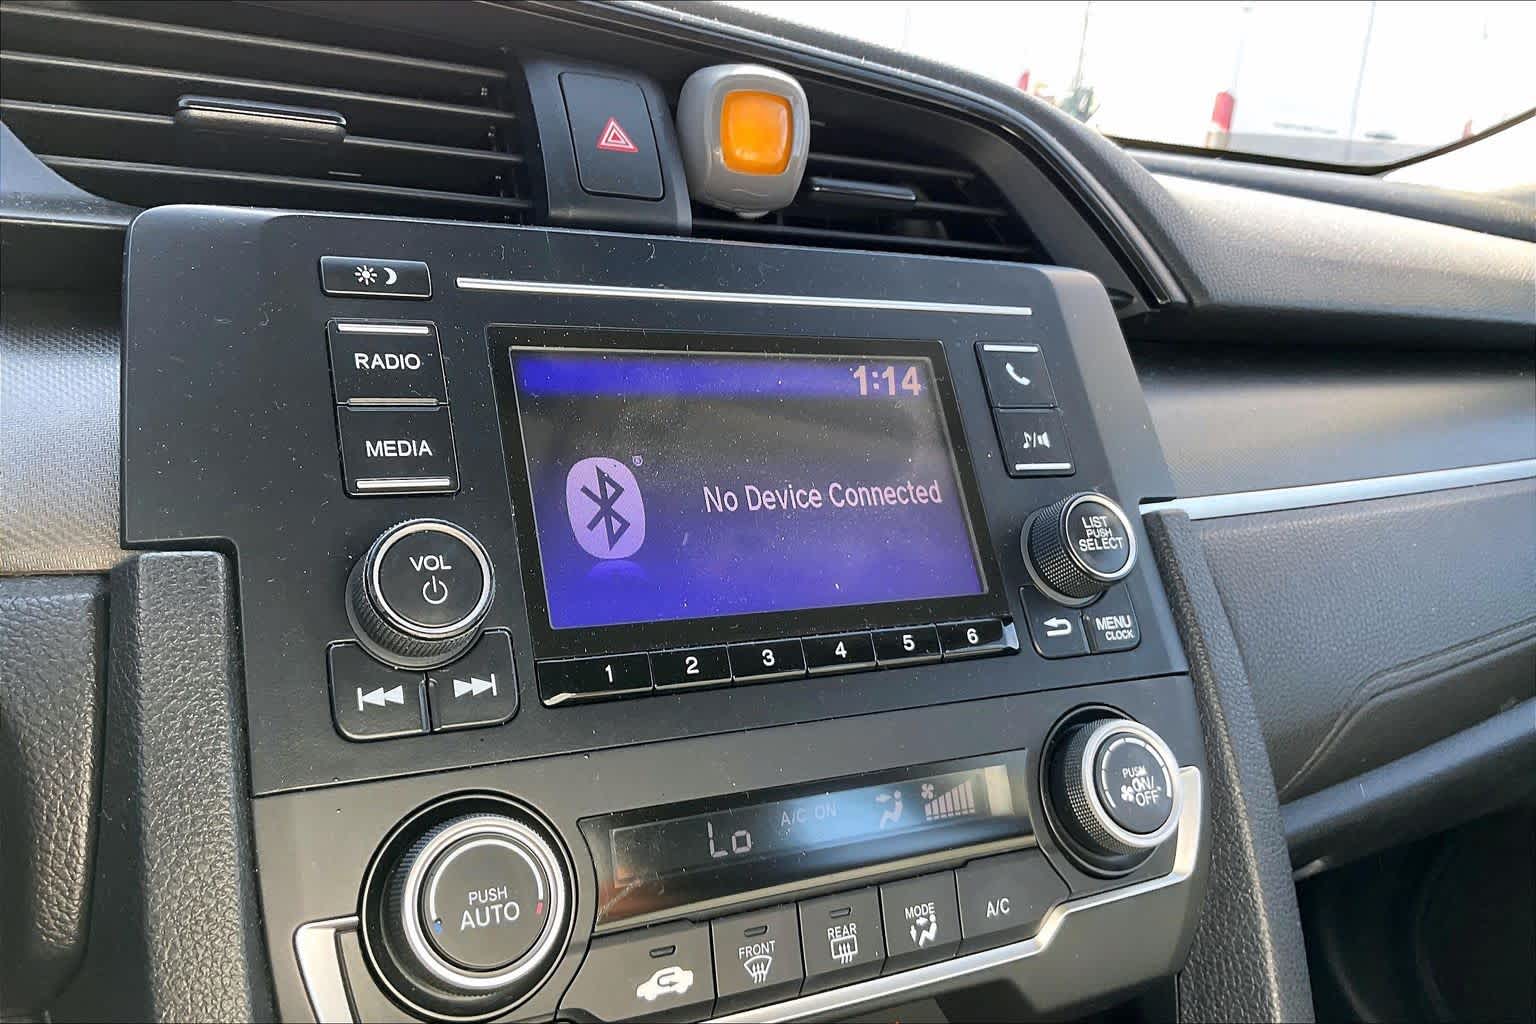 RADIO
MEDIA
VOL
1:14
®
No Device Connected
LIST
PUSH
SELECT
MENU
CLOCK
1 2 3 4 5 6
PUSH
AUTO
Lo
A/C ON
PUSH
ON/
OFF
FRONT
REAR
MODE
A/C